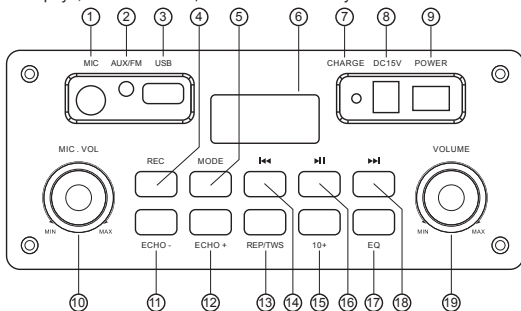 ① ② ③ ④ ⑤ ⑥ ⑦ ⑧ ⑨
MIC AUX/FM USB CHARGE DC15V POWER
MIC . VOL VOLUME
REC MODE
MIN MAX MIN MAX
ECHO - ECHO + REP/TWS 10+ EQ
⑩ ⑪ ⑫ ⑬ ⑭ ⑮ ⑯ ⑰ ⑱ ⑲